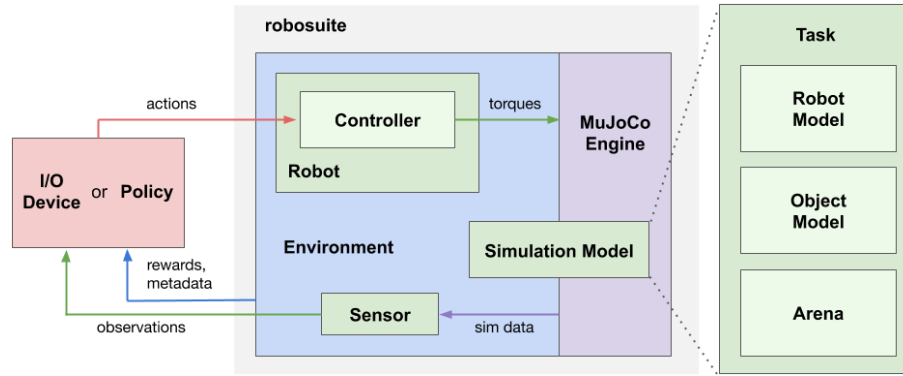 robosuite
Task
actions
Controller
torques
MuJoCo
Engine
Robot
Robot
Model
I/O
Device
or
Policy
Environment
Simulation Model
Object
Model
rewards,
metadata
observations
Sensor
sim data
Arena